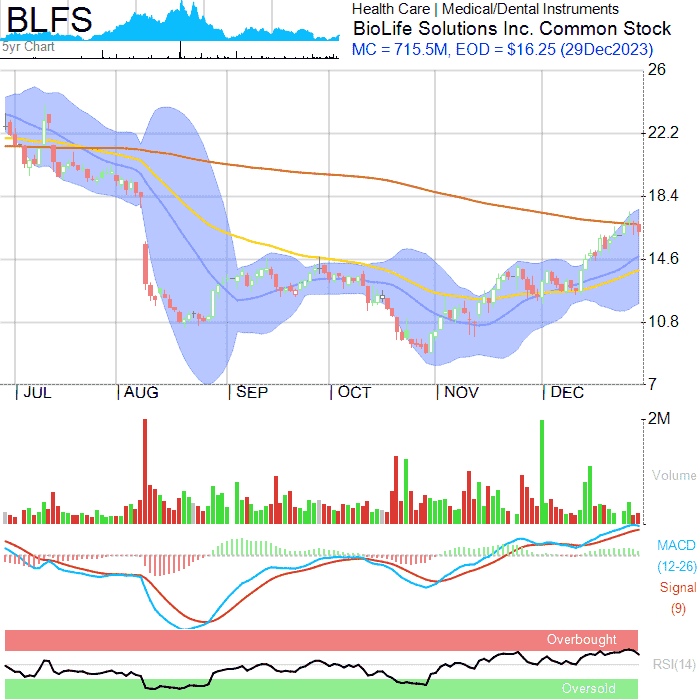 BLFS
5yr Chart
Health Care | Medical/Dental Instruments
BioLife Solutions Inc. Common Stock
MC = 715.5M, EOD = $16.25 (29Dec2023)
26
22.2
18.4
14.6
10.8
7
JUL AUG SEP OCT NOV DEC
2M
Volume
MACD
(12-26)
Signal
(9)
Overbought
RSI(14)
Oversold